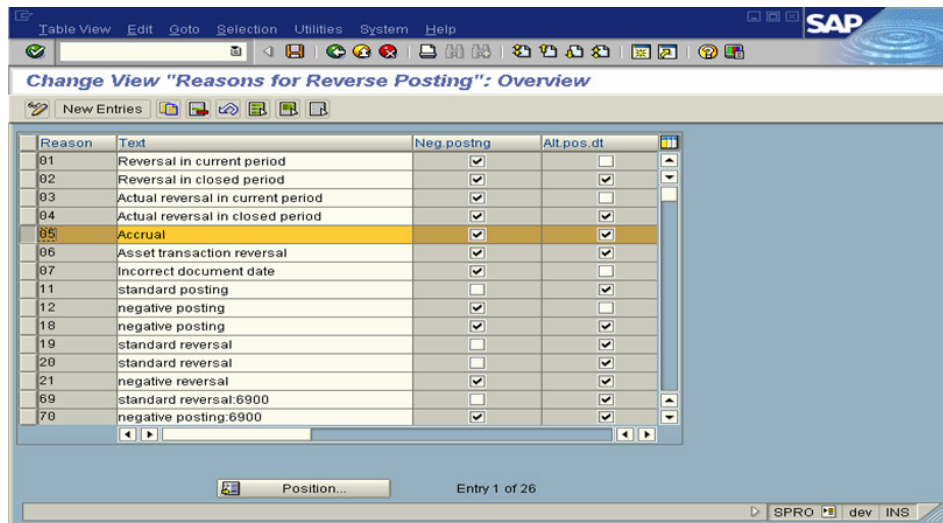 Table View Edit Goto Selection Utilities System Help
SAP
Change View "Reasons for Reverse Posting": Overview
New Entries
Reason Text Neg.postng Alt.pos.dt
01 Reversal in current period
02 Reversal in closed period
03 Actual reversal in current period
04 Actual reversal in closed period
05 Accrual
06 Asset transaction reversal
07 Incorrect document date
11 standard posting
12 negative posting
18 negative posting
19 standard reversal
20 standard reversal
21 negative reversal
69 standard reversal:6900
70 negative posting:6900
Position... Entry 1 of 26
SPRO dev INS